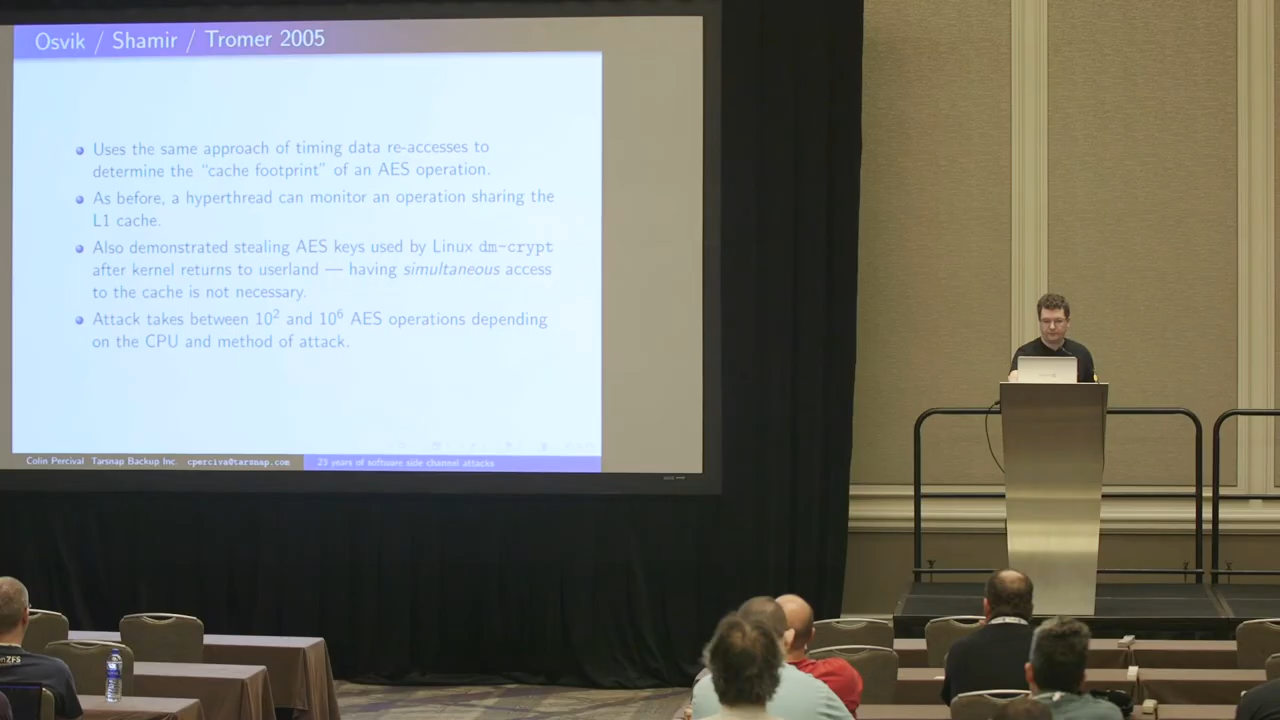 Osvik / Shamir / Tromer 2005
Uses the same approach of timing data re-accesses to
determine the “cache footprint” of an AES operation.
As before, a hyperthread can monitor an operation sharing the
L1 cache.
Also demonstrated stealing AES keys used by Linux dm-crypt
after kernel returns to userland — having simultaneous access
to the cache is not necessary.
Attack takes between 10² and 10⁶ AES operations depending
on the CPU and method of attack.
Colin Percival Tarsnap Backup Inc. cperciva@tarsnap.com
23 years of software side channel attacks
ZFS